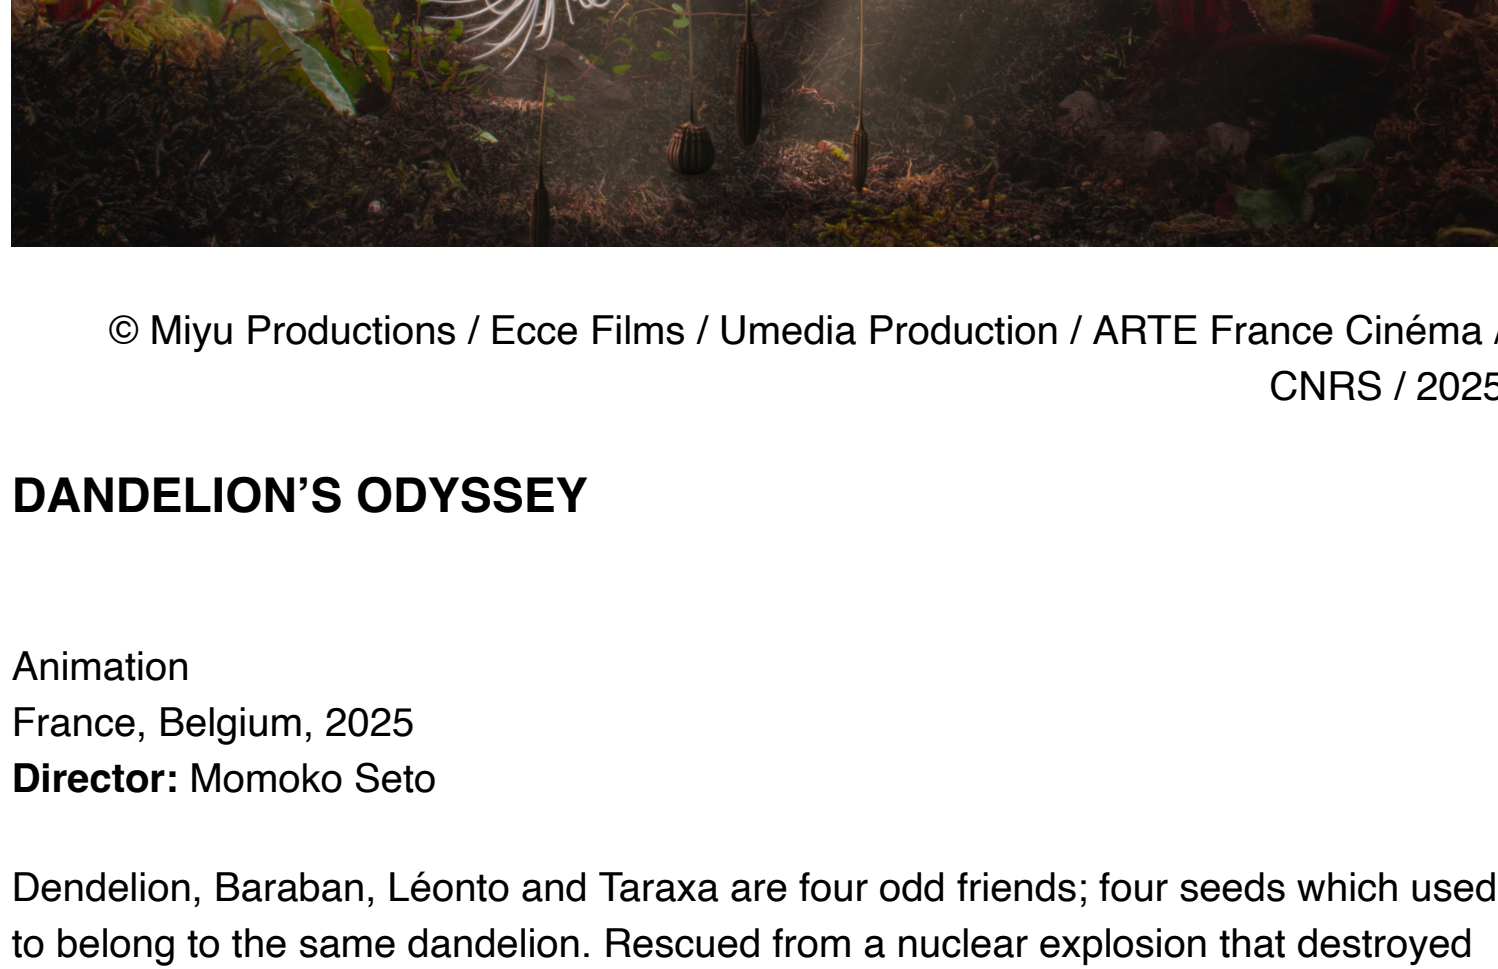 © Miyu Productions / Ecce Films / Umedia Production / ARTE France Cinéma /
CNRS / 2025
DANDELION’S ODYSSEY
Animation
France, Belgium, 2025
Director: Momoko Seto
Dendelion, Baraban, Léonto and Taraxa are four odd friends; four seeds which used
to belong to the same dandelion. Rescued from a nuclear explosion that destroyed